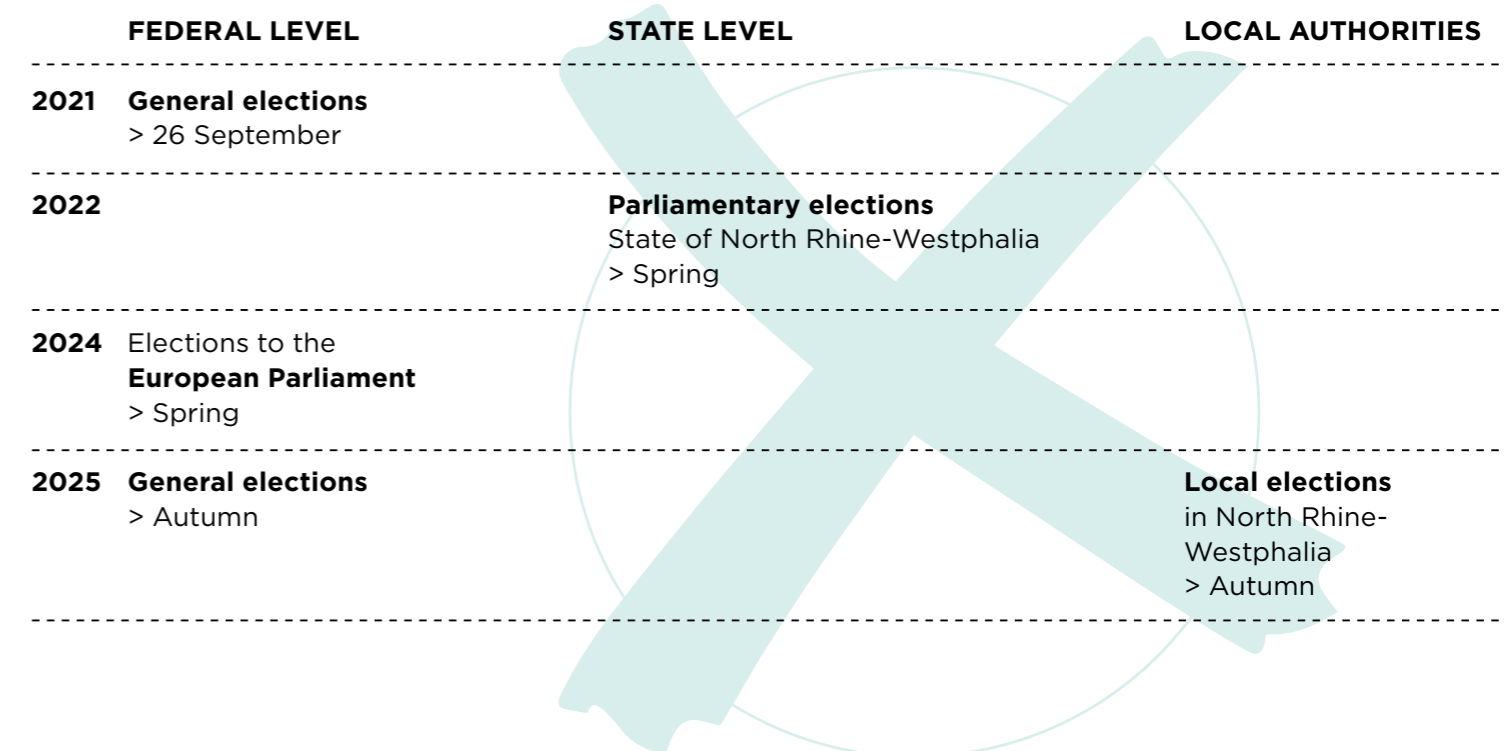 FEDERAL LEVEL STATE LEVEL LOCAL AUTHORITIES
2021 General elections
> 26 September
2022 Parliamentary elections
State of North Rhine-Westphalia
> Spring
2024 Elections to the
European Parliament
> Spring
2025 General elections
> Autumn
Local elections
in North Rhine-
Westphalia
> Autumn